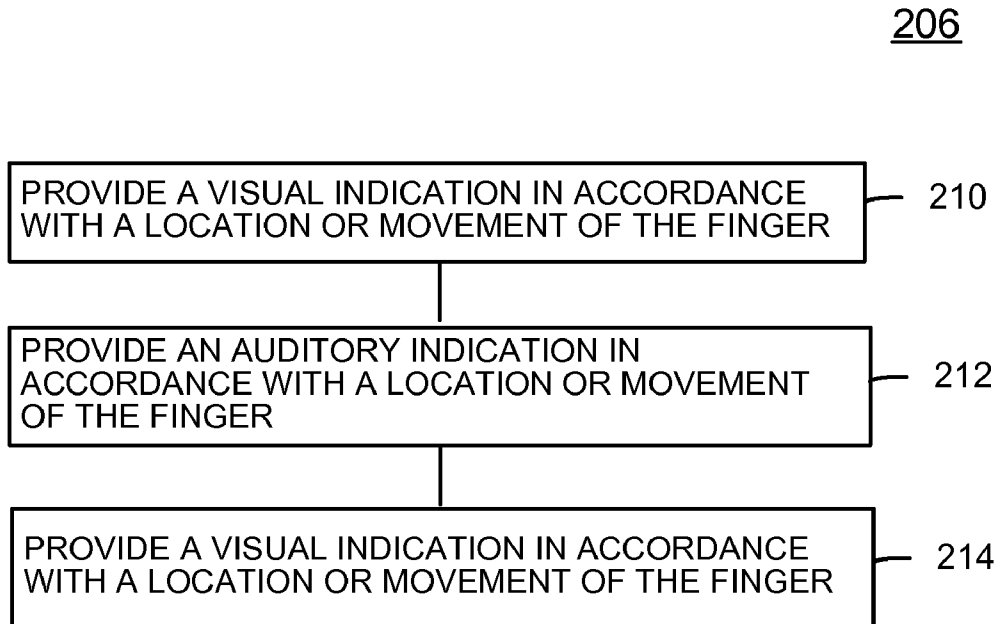 206
PROVIDE A VISUAL INDICATION IN ACCORDANCE
WITH A LOCATION OR MOVEMENT OF THE FINGER
210
PROVIDE AN AUDITORY INDICATION IN
ACCORDANCE WITH A LOCATION OR MOVEMENT
OF THE FINGER
212
PROVIDE A VISUAL INDICATION IN ACCORDANCE
WITH A LOCATION OR MOVEMENT OF THE FINGER
214